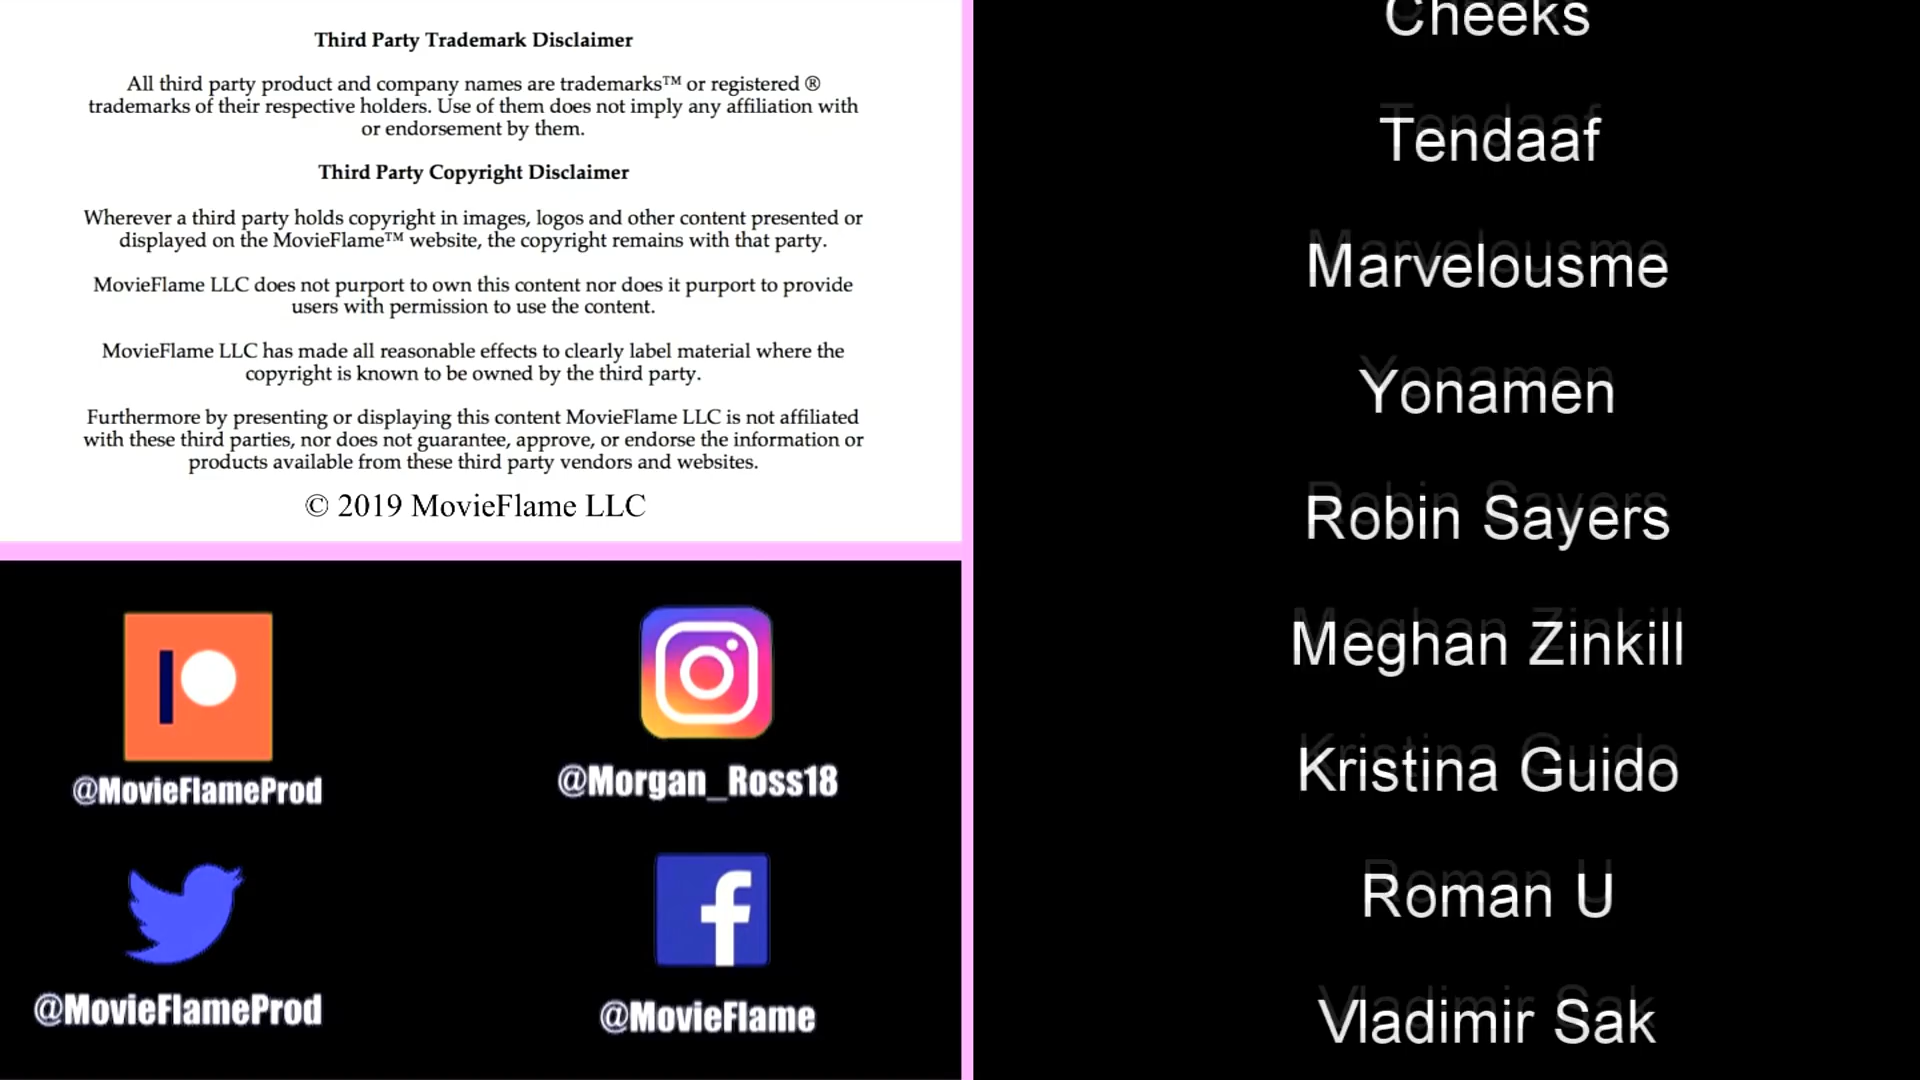 Third Party Trademark Disclaimer
All third party product and company names are trademarks™ or registered ®
trademarks of their respective holders. Use of them does not imply any affiliation with
or endorsement by them.
Third Party Copyright Disclaimer
Wherever a third party holds copyright in images, logos and other content presented or
displayed on the MovieFlame™ website, the copyright remains with that party.
MovieFlame LLC does not purport to own this content nor does it purport to provide
users with permission to use the content.
MovieFlame LLC has made all reasonable effects to clearly label material where the
copyright is known to be owned by the third party.
Furthermore by presenting or displaying this content MovieFlame LLC is not affiliated
with these third parties, nor does not guarantee, approve, or endorse the information or
products available from these third party vendors and websites.
© 2019 MovieFlame LLC
@MovieFlameProd
@Morgan_Ross18
@MovieFlameProd
@MovieFlame
Cheeks
Tendaaf
Marvelousme
Yonamen
Robin Sayers
Meghan Zinkill
Kristina Guido
Roman U
Vladimir Sak